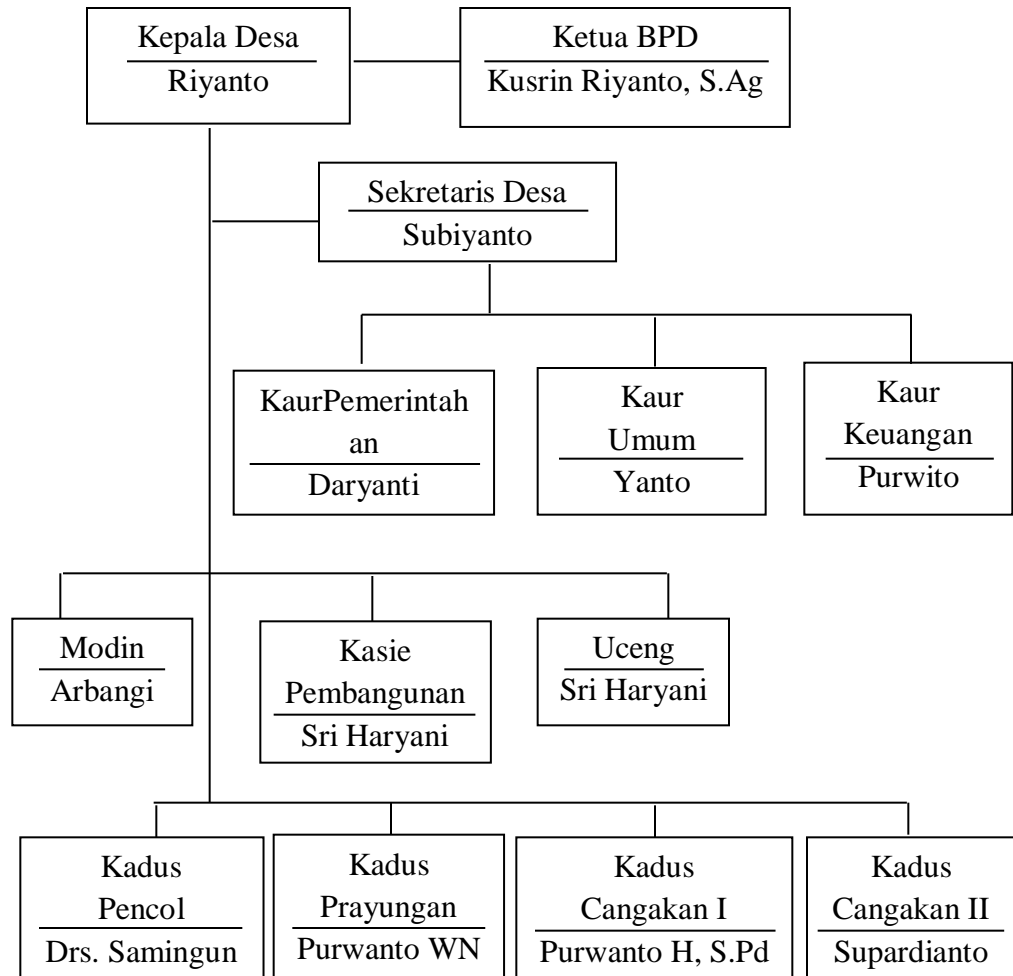 Kepala Desa
Riyanto
Ketua BPD
Kusrin Riyanto, S.Ag
Sekretaris Desa
Subiyanto
KaurPemerintah
an
Daryanti
Kaur
Umum
Yanto
Kaur
Keuangan
Purwito
Modin
Arbangi
Kasie
Pembangunan
Sri Haryani
Uceng
Sri Haryani
Kadus
Pencol
Drs. Samingun
Kadus
Prayungan
Purwanto WN
Kadus
Cangakan I
Purwanto H, S.Pd
Kadus
Cangakan II
Supardianto